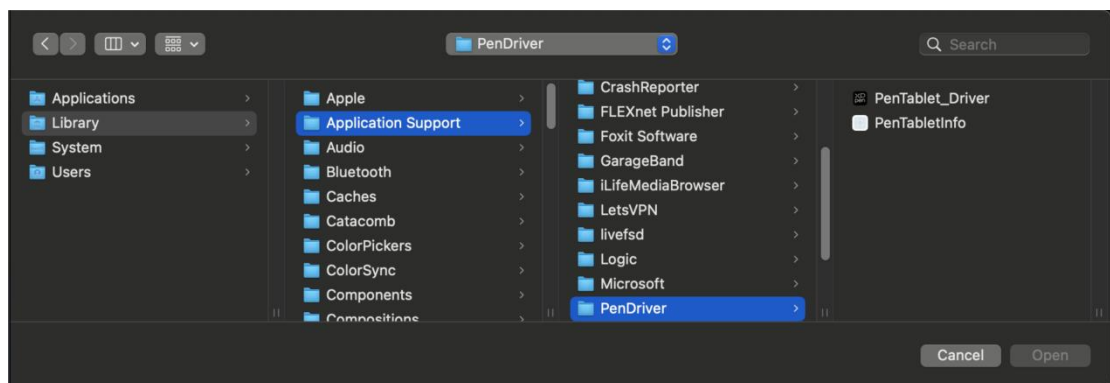 PenDriver
Search
Applications
Library
System
Users
Apple
Application Support
Audio
Bluetooth
Caches
Catacomb
ColorPickers
ColorSync
Components
Compositions
CrashReporter
FLEXnet Publisher
Foxit Software
GarageBand
iLifeMediaBrowser
LetsVPN
livefsd
Logic
Microsoft
PenDriver
PenTablet_Driver
PenTabletInfo
Cancel
Open